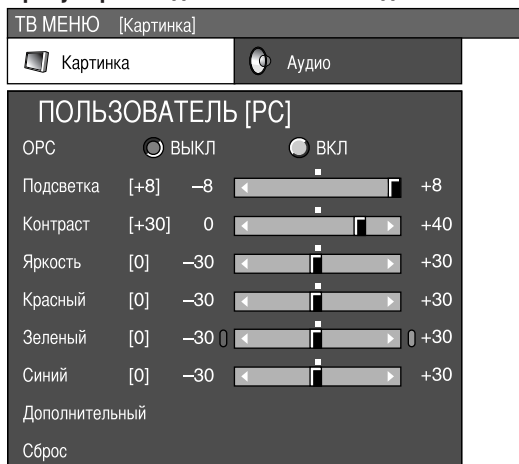 ТВ МЕНЮ [Картинка]
Картинка Аудио
ПОЛЬЗОВАТЕЛЬ [PC]
OPC ВЫКЛ ВКЛ
Подсветка [+8] –8 +8
Контраст [+30] 0 +40
Яркость [0] –30 +30
Красный [0] –30 +30
Зеленый [0] –30 +30
Синий [0] –30 +30
Дополнительный
Сброс